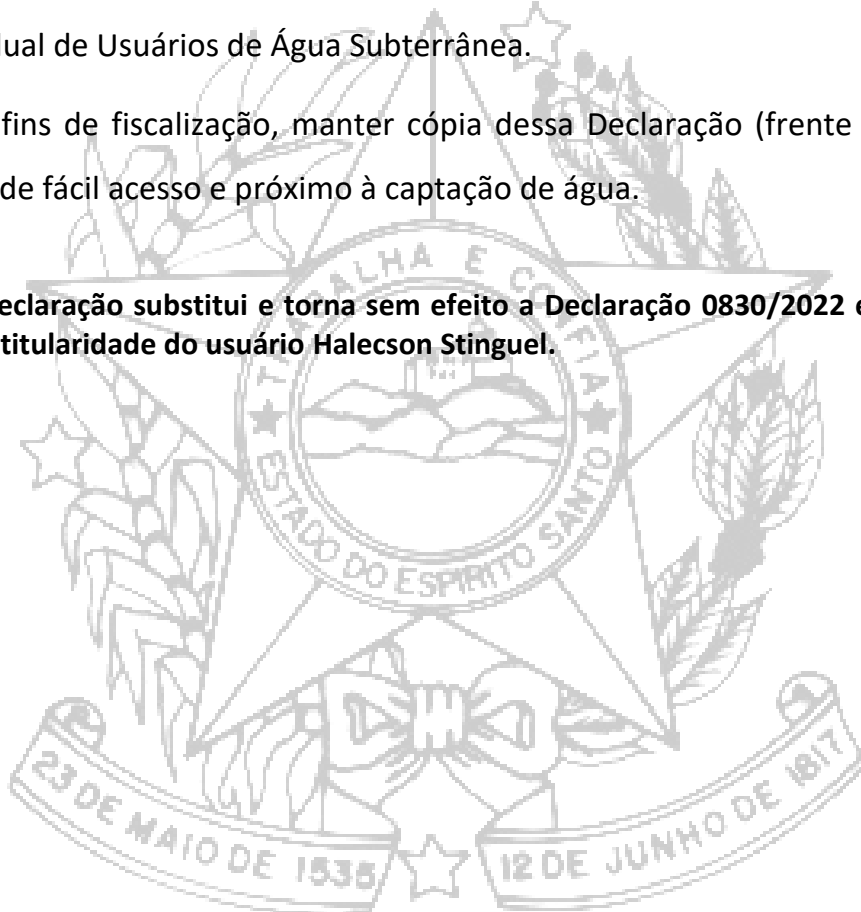 dual de Usuários de Água Subterrânea.
fins de fiscalização, manter cópia dessa Declaração (frente
de fácil acesso e próximo à captação de água.
eclaração substitui e torna sem efeito a Declaração 0830/2022 e
titularidade do usuário Halecson Stinguel.
TRABALHA E CONFIA
ESTADO DO ESPIRITO SANTO
23 DE MAIO DE 1535
12 DE JUNHO DE 1817